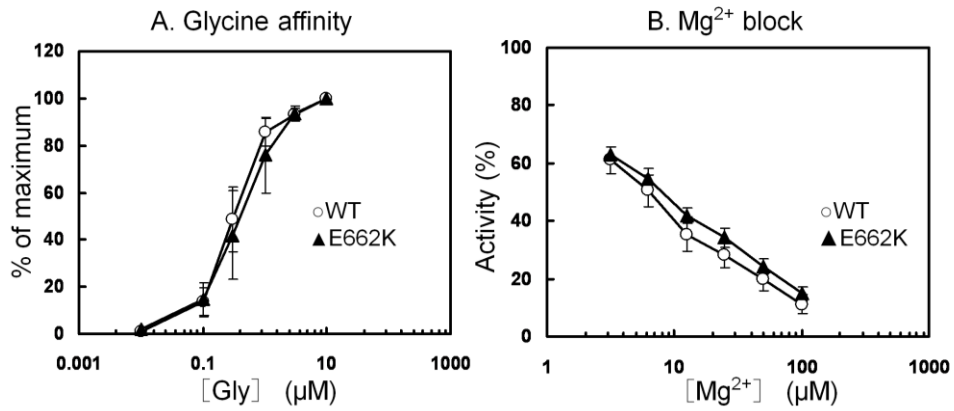 A. Glycine affinity
% of maximum
120
100
80
60
40
20
0
0.001
0.1
10
1000
[Gly] (µM)
○WT
▲E662K
B. Mg²⁺ block
Activity (%)
100
80
60
40
20
0
1
10
100
1000
[Mg²⁺] (µM)
○WT
▲E662K